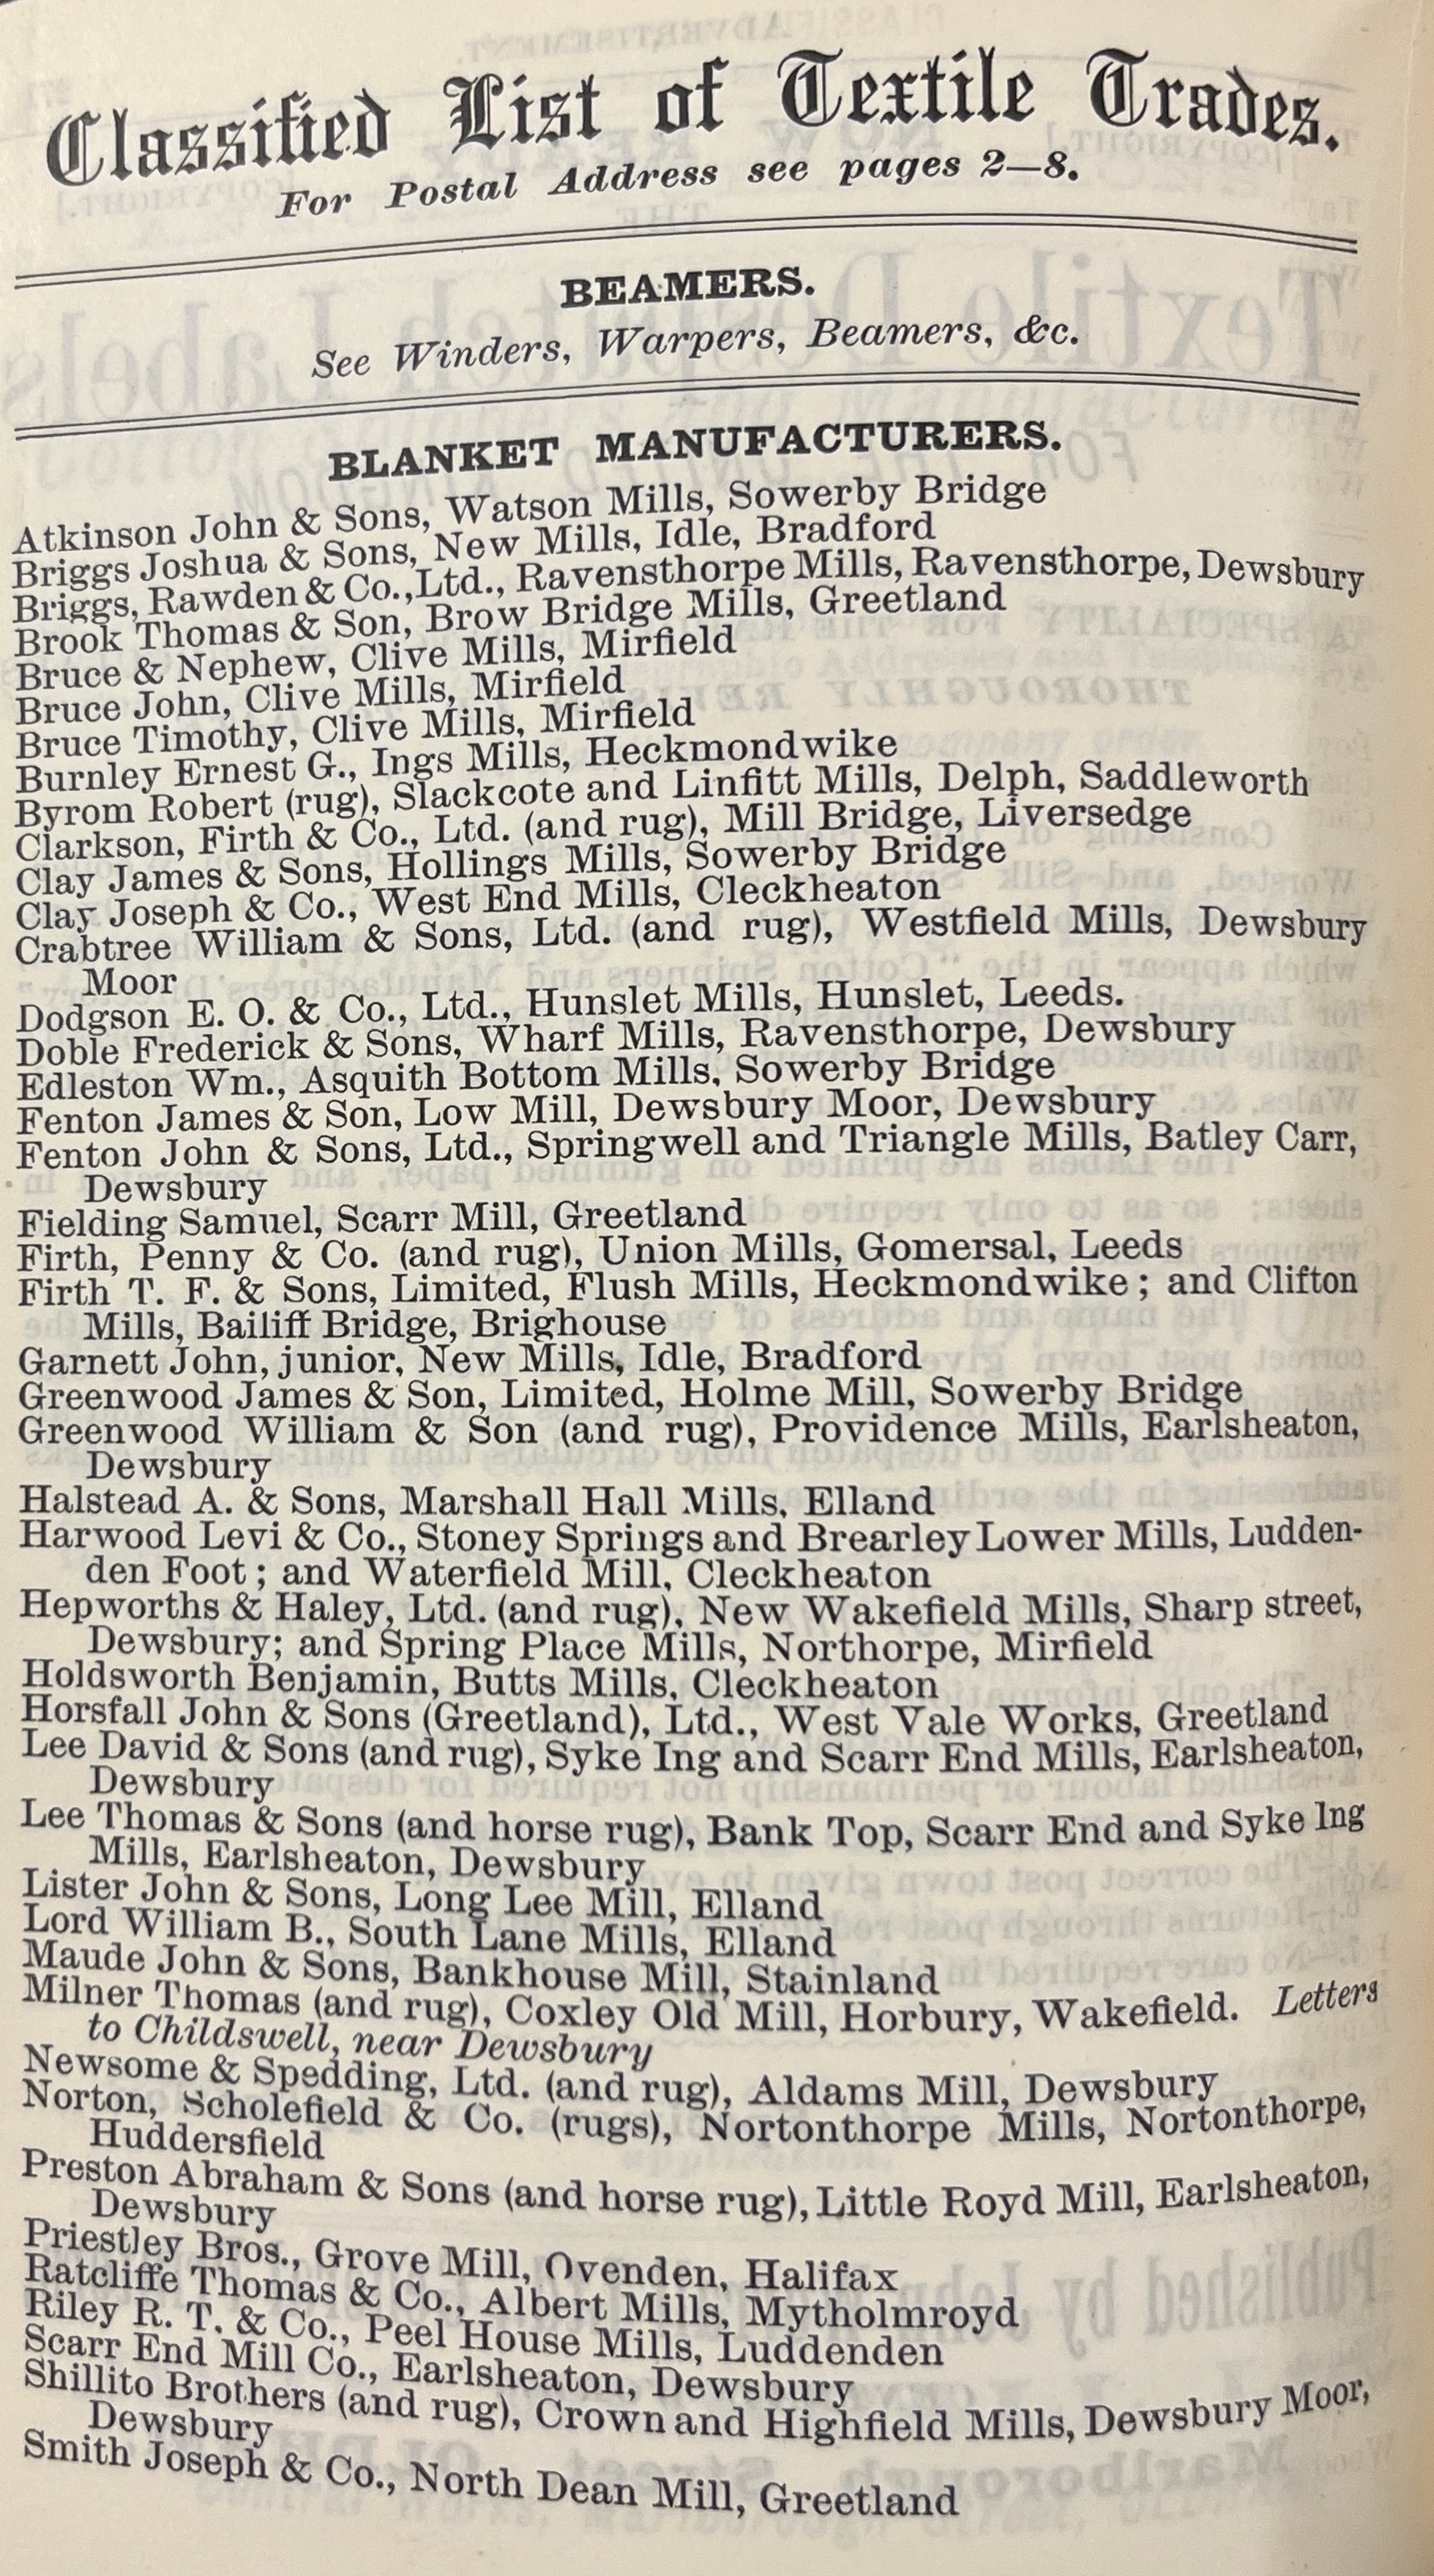 Classified List of Textile Trades.
For Postal Address see pages 2—8.
BEAMERS.
See Winders, Warpers, Beamers, &c.
BLANKET MANUFACTURERS.
Atkinson John & Sons, Watson Mills, Sowerby Bridge
Briggs Joshua & Sons, New Mills, Idle, Bradford
Briggs, Rawden & Co., Ltd., Ravensthorpe Mills, Ravensthorpe, Dewsbury
Brook Thomas & Son, Brow Bridge Mills, Greetland
Bruce & Nephew, Clive Mills, Mirfield
Bruce John, Clive Mills, Mirfield
Bruce Timothy, Clive Mills, Mirfield
Burnley Ernest G., Ings Mills, Heckmondwike
Byrom Robert (rug), Slackcote and Linfitt Mills, Delph, Saddleworth
Clarkson, Firth & Co., Ltd. (and rug), Mill Bridge, Liversedge
Clay James & Sons, Hollings Mills, Sowerby Bridge
Clay Joseph & Co., West End Mills, Cleckheaton
Crabtree William & Sons, Ltd. (and rug), Westfield Mills, Dewsbury
Moor
Dodgson E. O. & Co., Ltd., Hunslet Mills, Hunslet, Leeds.
Doble Frederick & Sons, Wharf Mills, Ravensthorpe, Dewsbury
Edleston Wm., Asquith Bottom Mills, Sowerby Bridge
Fenton James & Son, Low Mill, Dewsbury Moor, Dewsbury
Fenton John & Sons, Ltd., Springwell and Triangle Mills, Batley Carr,
Dewsbury
Fielding Samuel, Scarr Mill, Greetland
Firth, Penny & Co. (and rug), Union Mills, Gomersal, Leeds
Firth T. F. & Sons, Limited, Flush Mills, Heckmondwike; and Clifton
Mills, Bailiff Bridge, Brighouse
Garnett John, junior, New Mills, Idle, Bradford
Greenwood James & Son, Limited, Holme Mill, Sowerby Bridge
Greenwood William & Son (and rug), Providence Mills, Earlsheaton,
Dewsbury
Halstead A. & Sons, Marshall Hall Mills, Elland
Harwood Levi & Co., Stoney Springs and Brearley Lower Mills, Ludden-
den Foot; and Waterfield Mill, Cleckheaton
Hepworths & Haley, Ltd. (and rug), New Wakefield Mills, Sharp street,
Dewsbury; and Spring Place Mills, Northorpe, Mirfield
Holdsworth Benjamin, Butts Mills, Cleckheaton
Horsfall John & Sons (Greetland), Ltd., West Vale Works, Greetland
Lee David & Sons (and rug), Syke Ing and Scarr End Mills, Earlsheaton,
Dewsbury
Lee Thomas & Sons (and horse rug), Bank Top, Scarr End and Syke Ing
Mills, Earlsheaton, Dewsbury
Lister John & Sons, Long Lee Mill, Elland
Lord William B., South Lane Mills, Elland
Maude John & Sons, Bankhouse Mill, Stainland
Milner Thomas (and rug), Coxley Old Mill, Horbury, Wakefield. Letters
to Childswell, near Dewsbury
Newsome & Spedding, Ltd. (and rug), Aldams Mill, Dewsbury
Norton, Scholefield & Co. (rugs), Nortonthorpe Mills, Nortonthorpe,
Huddersfield
Preston Abraham & Sons (and horse rug), Little Royd Mill, Earlsheaton,
Dewsbury
Priestley Bros., Grove Mill, Ovenden, Halifax
Ratcliffe Thomas & Co., Albert Mills, Mytholmroyd
Riley R. T. & Co., Peel House Mills, Luddenden
Scarr End Mill Co., Earlsheaton, Dewsbury
Shillito Brothers (and rug), Crown and Highfield Mills, Dewsbury Moor,
Dewsbury
Smith Joseph & Co., North Dean Mill, Greetland